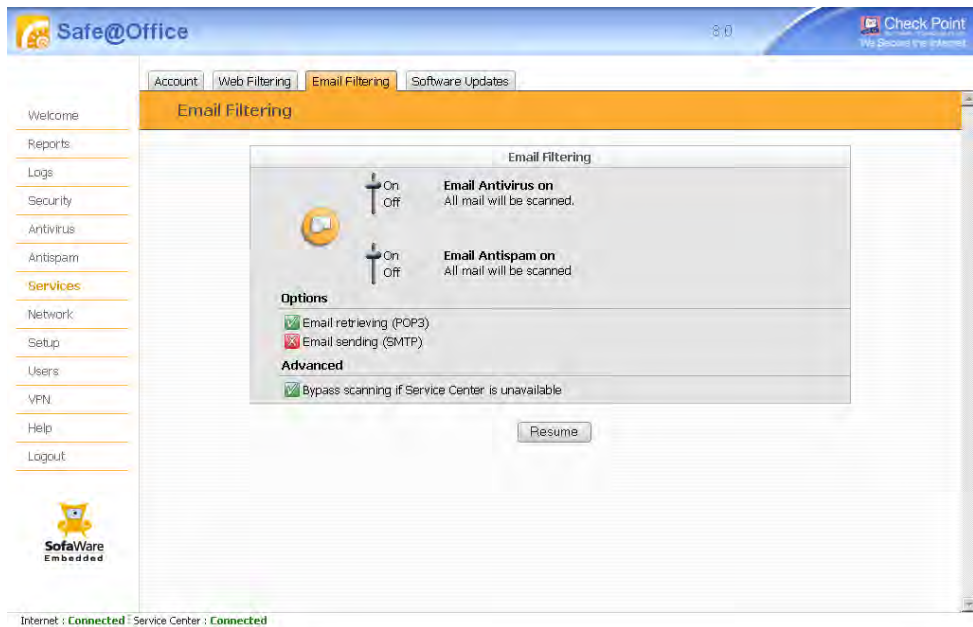 Safe@Office
8.0
Check Point
We Secure the Internet
Account
Web Filtering
Email Filtering
Software Updates
Email Filtering
Welcome
Reports
Logs
Security
Antivirus
Antispam
Services
Network
Setup
Users
VPN
Help
Logout
Email Filtering
On
Off
Email Antivirus on
All mail will be scanned.
On
Off
Email Antispam on
All mail will be scanned
Options
Email retrieving (POP3)
Email sending (SMTP)
Advanced
Bypass scanning if Service Center is unavailable
Resume
SofaWare
Embedded
Internet : Connected Service Center : Connected